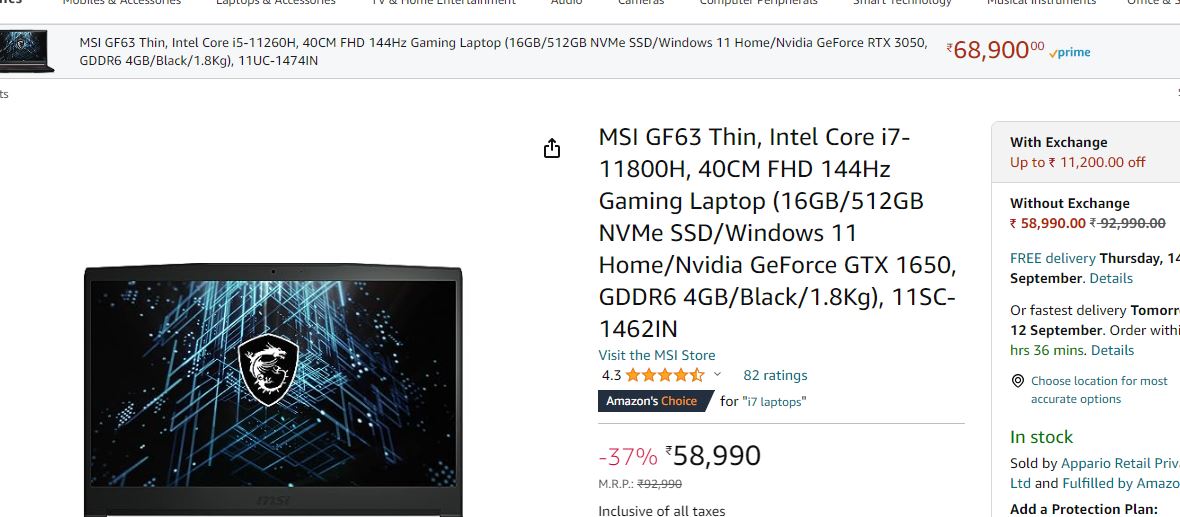 Mobiles & Accessories Laptops & Accessories TV & Home Entertainment Audio Cameras Computer Peripherals Smart Technology Musical Instruments Office &
MSI GF63 Thin, Intel Core i5-11260H, 40CM FHD 144Hz Gaming Laptop (16GB/512GB NVMe SSD/Windows 11 Home/Nvidia GeForce RTX 3050,
GDDR6 4GB/Black/1.8Kg), 11UC-1474IN
₹68,90000 prime
ts
MSI GF63 Thin, Intel Core i7-
11800H, 40CM FHD 144Hz
Gaming Laptop (16GB/512GB
NVMe SSD/Windows 11
Home/Nvidia GeForce GTX 1650,
GDDR6 4GB/Black/1.8Kg), 11SC-
1462IN
Visit the MSI Store
4.3 82 ratings
Amazon's Choice for "i7 laptops"
-37% ₹58,990
M.R.P.: ₹92,990
Inclusive of all taxes
msi
With Exchange
Up to ₹ 11,200.00 off
Without Exchange
₹ 58,990.00 ₹ 92,990.00
FREE delivery Thursday, 14
September. Details
Or fastest delivery Tomorr
12 September. Order withi
hrs 36 mins. Details
Choose location for most
accurate options
In stock
Sold by Appario Retail Priv
Ltd and Fulfilled by Amazo
Add a Protection Plan: